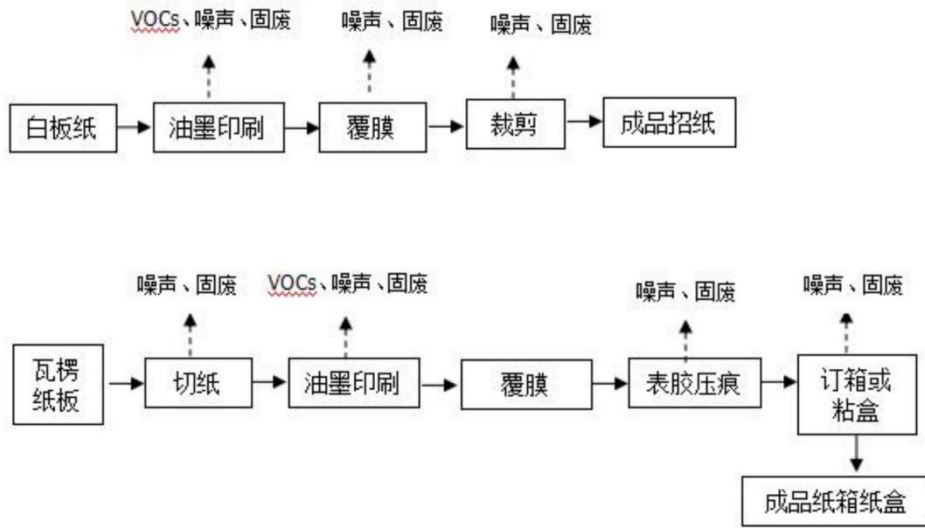 VOCs、噪声、固废
噪声、固废
噪声、固废
白板纸
油墨印刷
覆膜
裁剪
成品招纸
噪声、固废
VOCs、噪声、固废
噪声、固废
噪声、固废
瓦楞
纸板
切纸
油墨印刷
覆膜
表胶压痕
订箱或
粘盒
成品纸箱纸盒